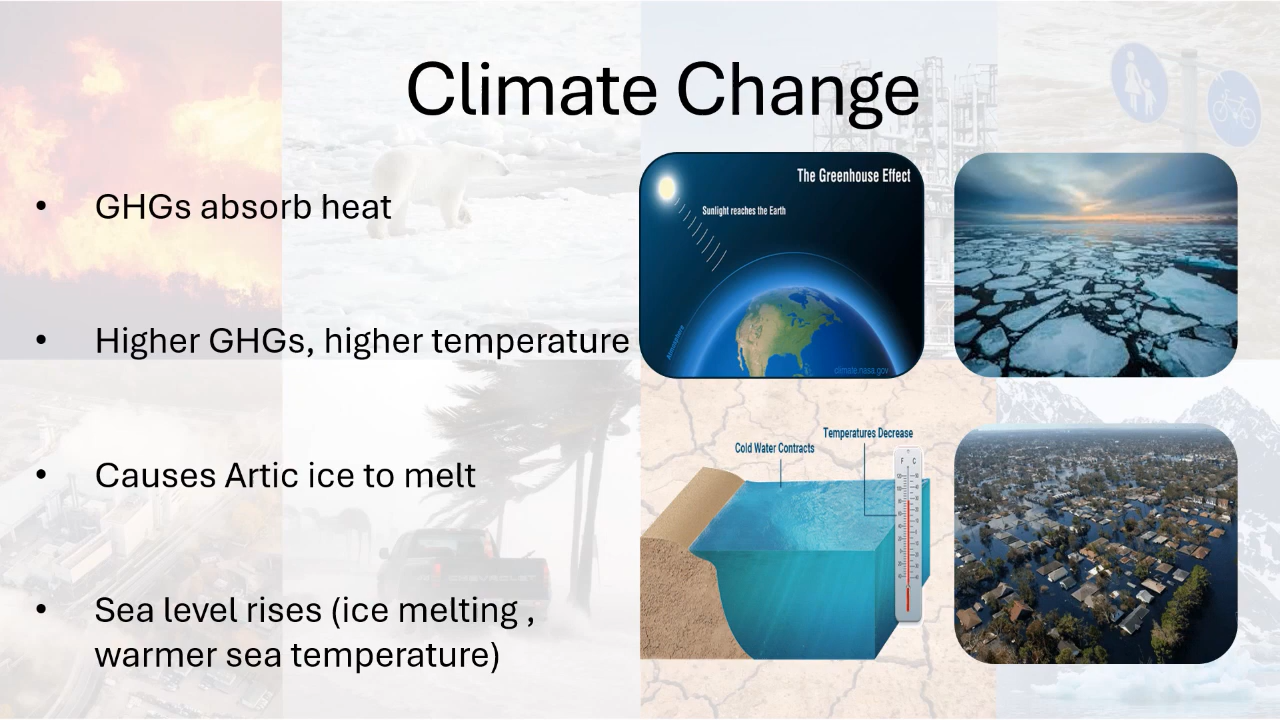 Climate Change
• GHGs absorb heat
• Higher GHGs, higher temperature
• Causes Artic ice to melt
• Sea level rises (ice melting ,
warmer sea temperature)
The Greenhouse Effect
Sunlight reaches the Earth
Atmosphere
climate.nasa.gov
Temperatures Decrease
Cold Water Contracts
F C
CHEVROLET